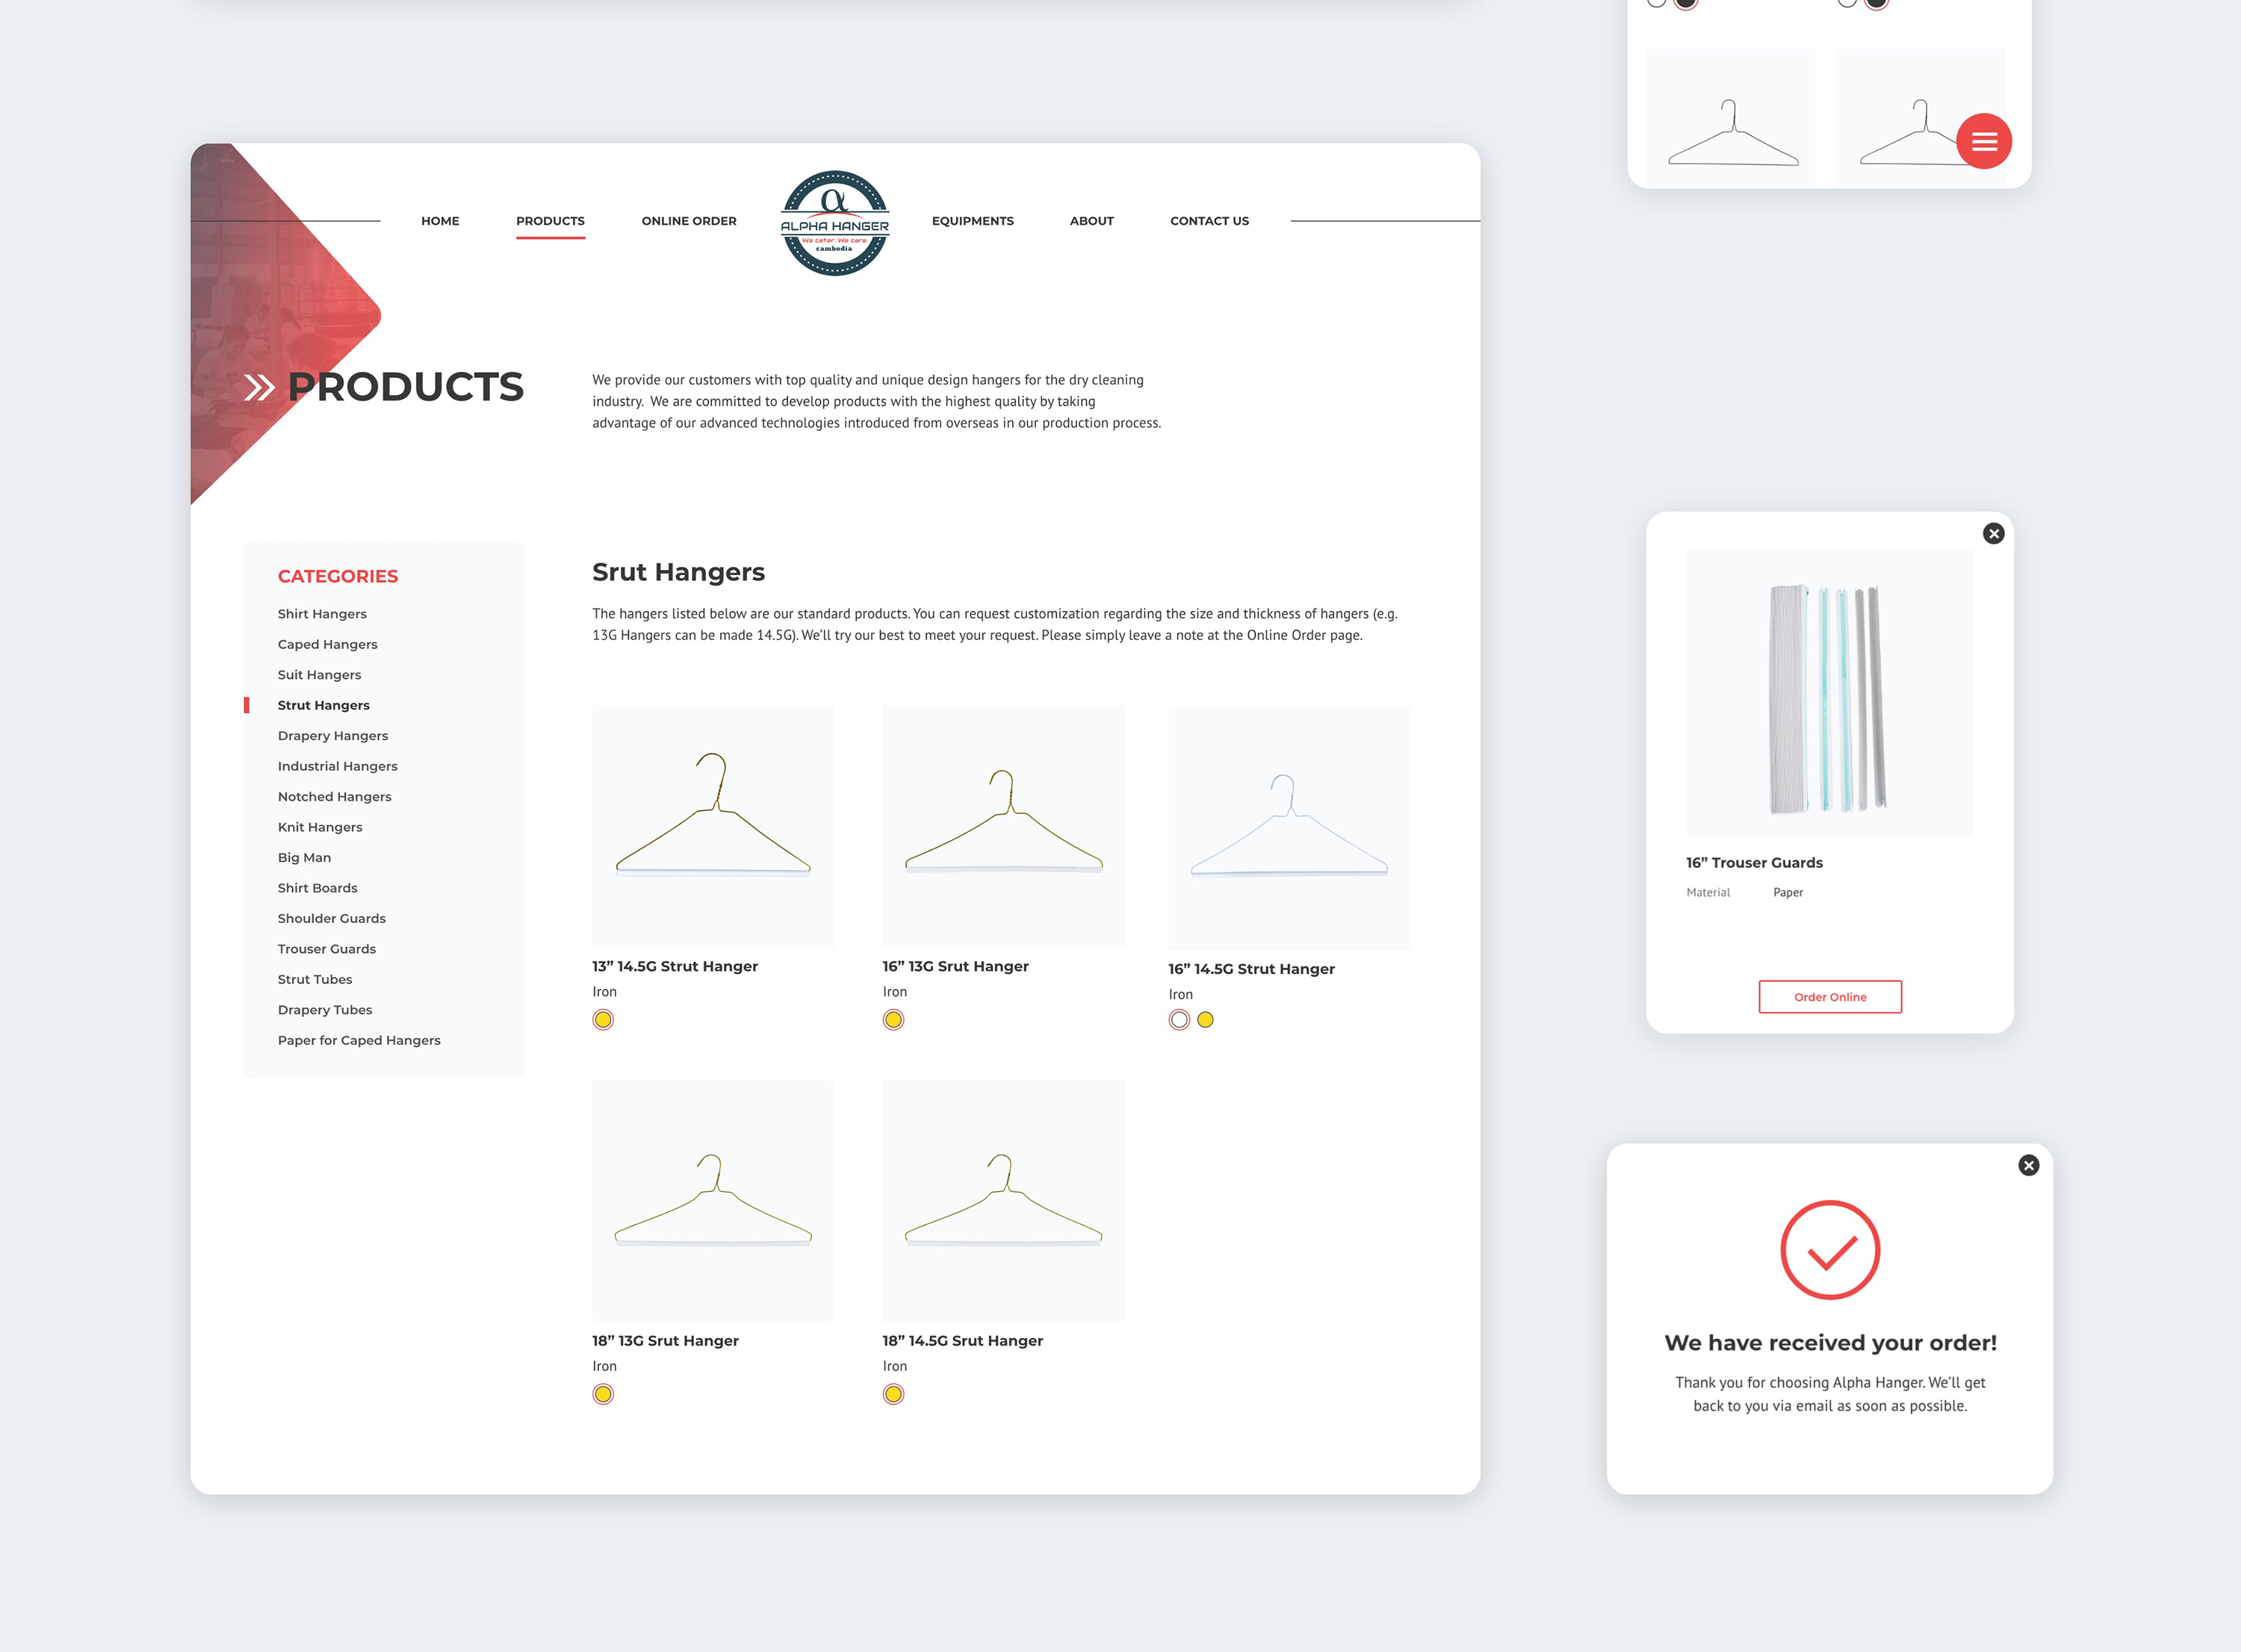 HOME
PRODUCTS
ONLINE ORDER
α
ALPHA HANGER
We cater. We care.
cambodia
EQUIPMENTS
ABOUT
CONTACT US
PRODUCTS
We provide our customers with top quality and unique design hangers for the dry cleaning
industry. We are committed to develop products with the highest quality by taking
advantage of our advanced technologies introduced from overseas in our production process.
CATEGORIES
Shirt Hangers
Caped Hangers
Suit Hangers
Strut Hangers
Drapery Hangers
Industrial Hangers
Notched Hangers
Knit Hangers
Big Man
Shirt Boards
Shoulder Guards
Trouser Guards
Strut Tubes
Drapery Tubes
Paper for Caped Hangers
Srut Hangers
The hangers listed below are our standard products. You can request customization regarding the size and thickness of hangers (e.g.
13G Hangers can be made 14.5G). We’ll try our best to meet your request. Please simply leave a note at the Online Order page.
13” 14.5G Strut Hanger
Iron
16” 13G Srut Hanger
Iron
16” 14.5G Strut Hanger
Iron
18” 13G Srut Hanger
Iron
18” 14.5G Srut Hanger
Iron
16” Trouser Guards
Material Paper
Order Online
We have received your order!
Thank you for choosing Alpha Hanger. We’ll get
back to you via email as soon as possible.